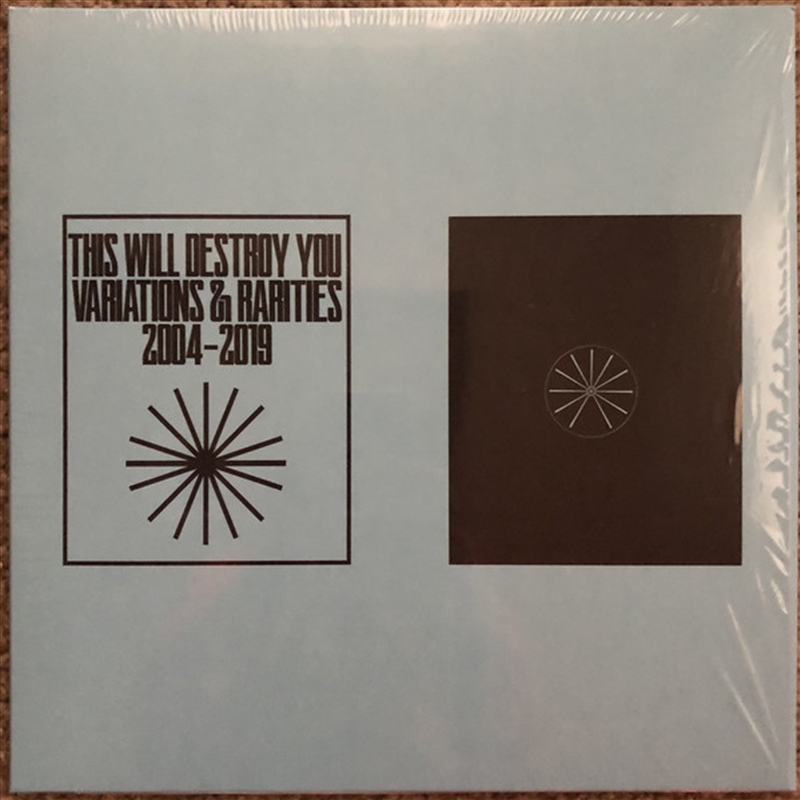 THIS WILL DESTROY YOU
VARIATIONS & RARITIES
2004-2019